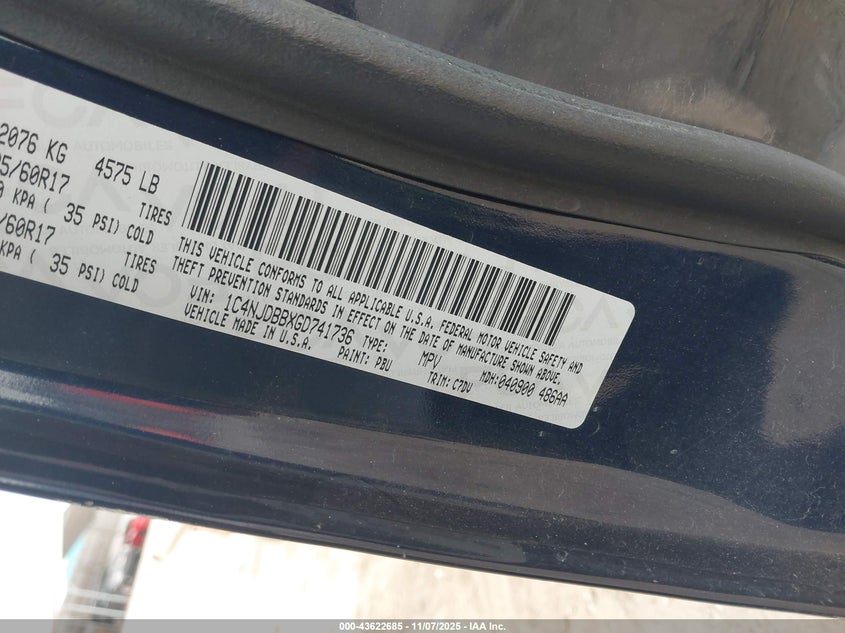 2076 KG 4575 LB
5/60R17 TIRES
0 KPA ( 35 PSI) COLD
/60R17 TIRES
KPA ( 35 PSI) COLD
THIS VEHICLE CONFORMS TO ALL APPLICABLE U.S.A. FEDERAL MOTOR VEHICLE SAFETY AND
THEFT PREVENTION STANDARDS IN EFFECT ON THE DATE OF MANUFACTURE SHOWN ABOVE.
VIN: 1C4NJDBBXGD741736 TYPE: MPV MDH:040900 486AA
VEHICLE MADE IN U.S.A. PAINT: PBU TRIM: C7DV
000-43622685 - 11/07/2025 - IAA Inc.